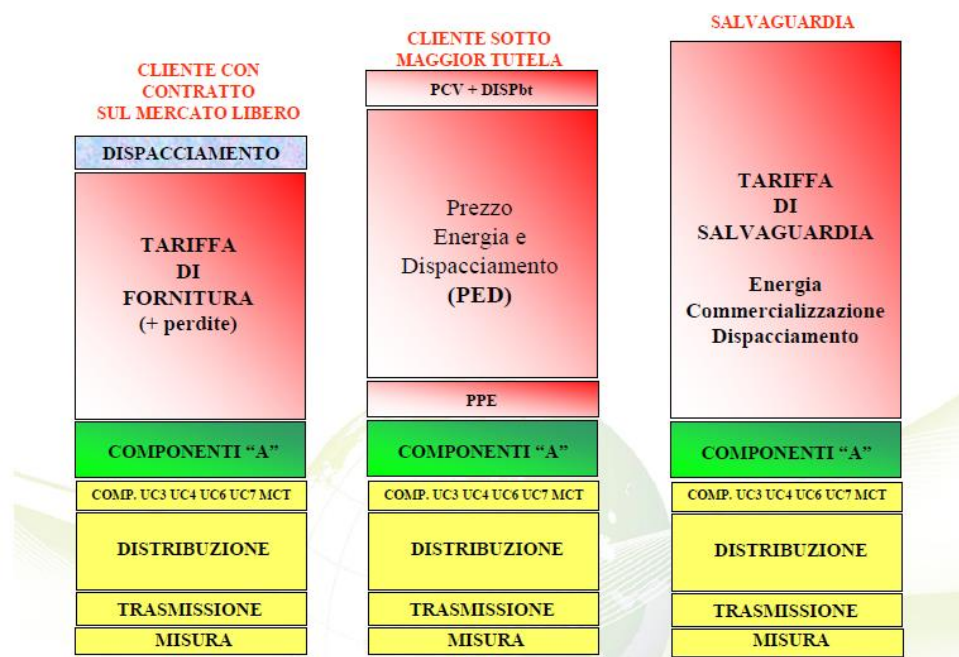 CLIENTE CON
CONTRATTO
SUL MERCATO LIBERO
DISPACCIAMENTO
TARIFFA
DI
FORNITURA
(+ perdite)
COMPONENTI “A”
COMP. UC3 UC4 UC6 UC7 MCT
DISTRIBUZIONE
TRASMISSIONE
MISURA
CLIENTE SOTTO
MAGGIOR TUTELA
PCV + DISPbt
Prezzo
Energia e
Dispacciamento
(PED)
PPE
COMPONENTI “A”
COMP. UC3 UC4 UC6 UC7 MCT
DISTRIBUZIONE
TRASMISSIONE
MISURA
SALVAGUARDIA
TARIFFA
DI
SALVAGUARDIA
Energia
Commercializzazione
Dispacciamento
COMPONENTI “A”
COMP. UC3 UC4 UC6 UC7 MCT
DISTRIBUZIONE
TRASMISSIONE
MISURA